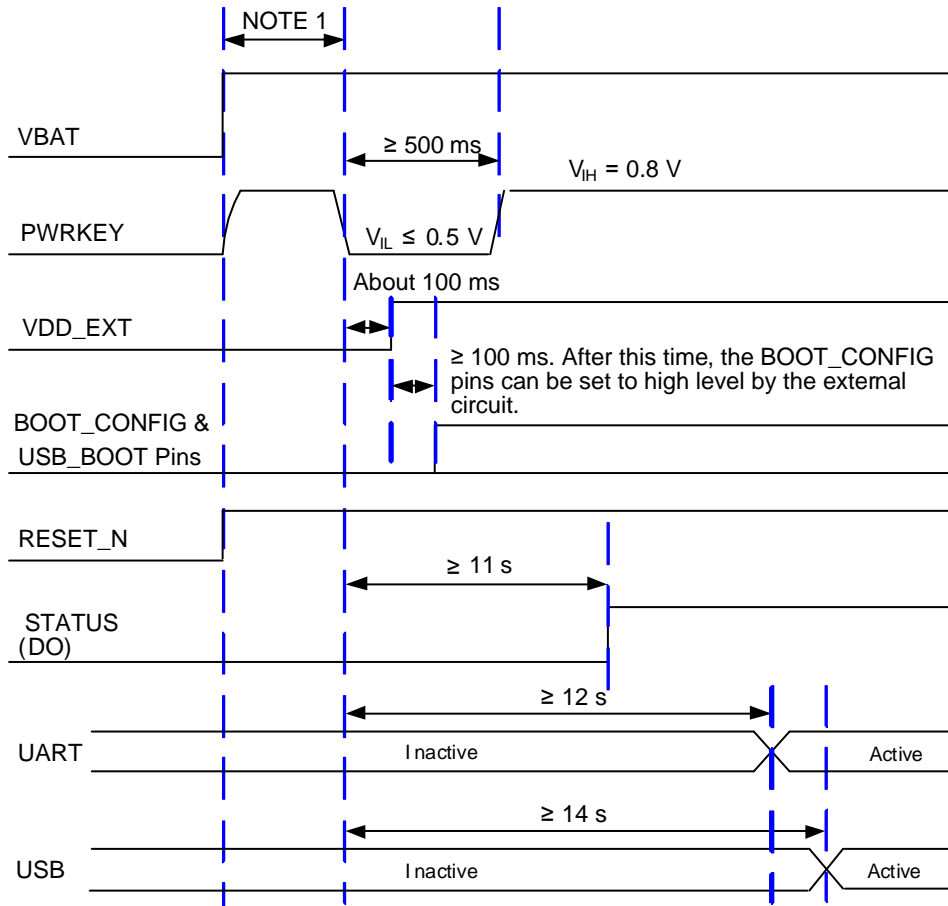 NOTE 1
VBAT
≥ 500 ms
VIH = 0.8 V
PWRKEY
VIL ≤ 0.5 V
About 100 ms
VDD_EXT
≥ 100 ms. After this time, the BOOT_CONFIG
pins can be set to high level by the external
circuit.
BOOT_CONFIG &
USB_BOOT Pins
RESET_N
≥ 11 s
STATUS
(DO)
≥ 12 s
UART
Inactive
Active
≥ 14 s
USB
Inactive
Active